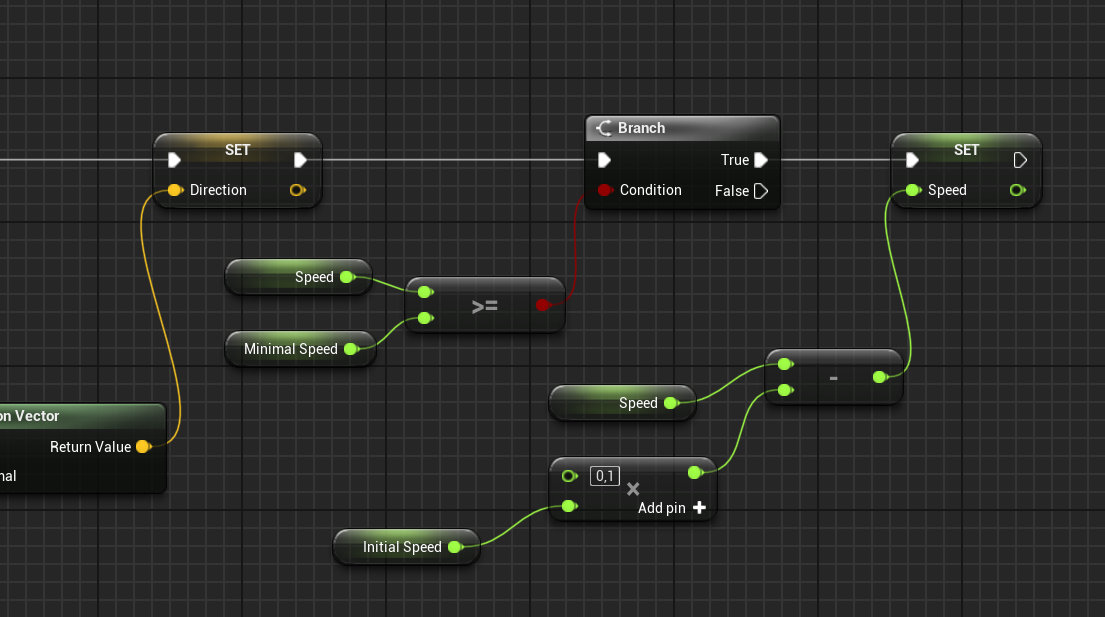 SET
Direction
Branch
True
Condition
False
SET
Speed
Speed
>=
Minimal Speed
on Vector
Return Value
nal
Speed
-
0,1
×
Add pin +
Initial Speed